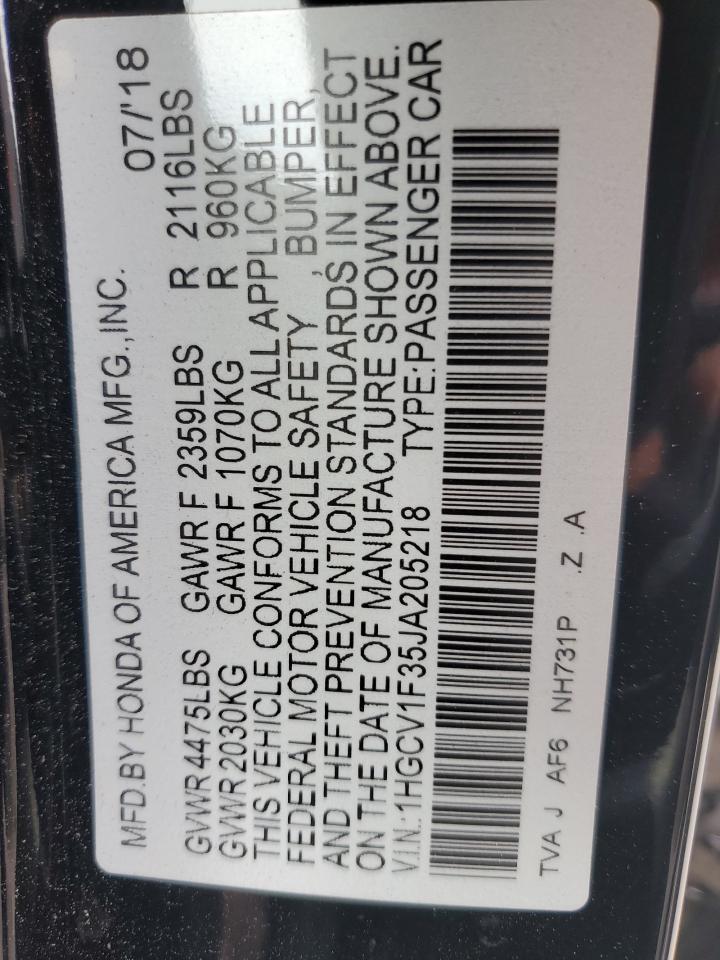 MFD.BY HONDA OF AMERICA MFG.,INC. 07/'18
GVWR 4475LBS GAWR F 2359LBS R 2116LBS
GVWR 2030KG GAWR F 1070KG R 960KG
THIS VEHICLE CONFORMS TO ALL APPLICABLE
FEDERAL MOTOR VEHICLE SAFETY , BUMPER,
AND THEFT PREVENTION STANDARDS IN EFFECT
ON THE DATE OF MANUFACTURE SHOWN ABOVE.
V.I.N.:1HGCV1F35JA205218 TYPE:PASSENGER CAR
TVA J AF6 NH731P .Z .A